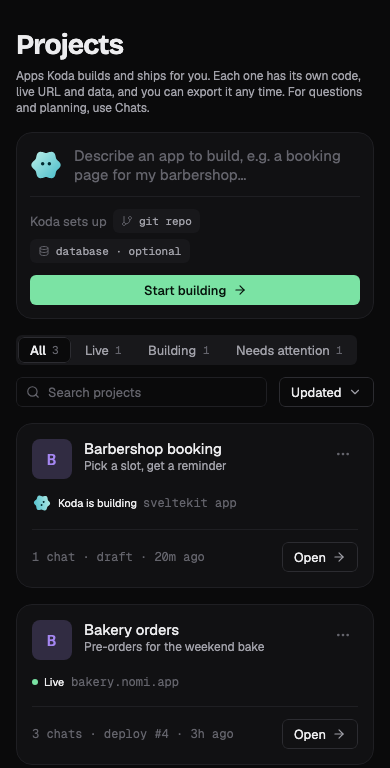 Projects
Apps Koda builds and ships for you. Each one has its own code,
live URL and data, and you can export it any time. For questions
and planning, use Chats.
Describe an app to build, e.g. a booking
page for my barbershop...
Koda sets up git repo
database · optional
Start building →
All 3 Live 1 Building 1 Needs attention 1
Search projects Updated
B Barbershop booking ...
Pick a slot, get a reminder
Koda is building sveltekit app
1 chat · draft · 20m ago Open →
B Bakery orders ...
Pre-orders for the weekend bake
Live bakery.nomi.app
3 chats · deploy #4 · 3h ago Open →